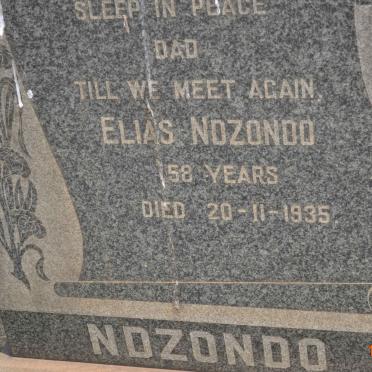 SLEEP IN PEACE
DAD
TILL WE MEET AGAIN.
ELIAS NOZONDO
58 YEARS
DIED 20-11-1935.
NOZONDO